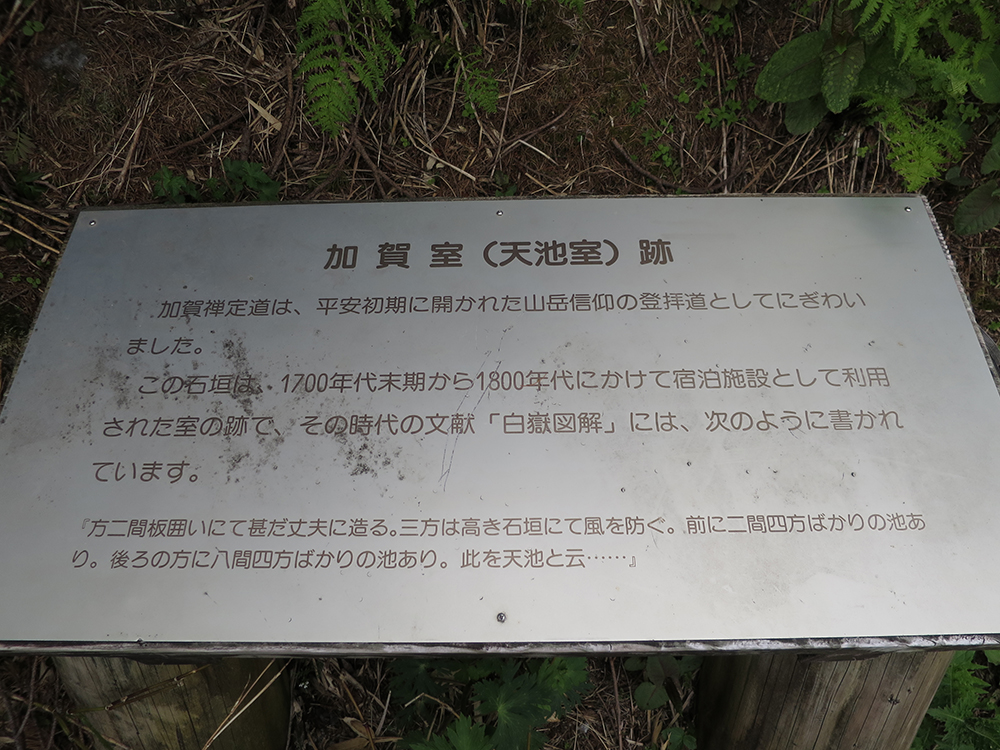 加賀室（天池室）跡
加賀禅定道は、平安初期に開かれた山岳信仰の登拝道としてにぎわい
ました。
この石垣は、1700年代末期から1800年代にかけて宿泊施設として利用
された室の跡で、その時代の文献「白嶽図解」には、次のように書かれ
ています。
『方二間板囲いにて甚だ丈夫に造る。三方は高き石垣にて風を防ぐ。前に二間四方ばかりの池あ
り。後ろの方に八間四方ばかりの池あり。此を天池と云……』